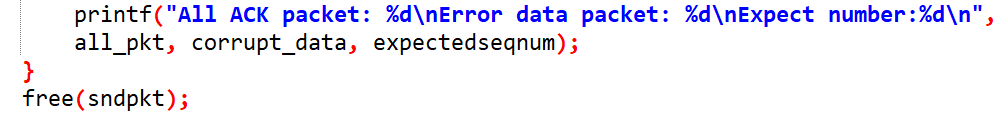 printf("All ACK packet: %d\nError data packet: %d\nExpect number:%d\n",
all_pkt, corrupt_data, expectedseqnum);
}
free(sndpkt);